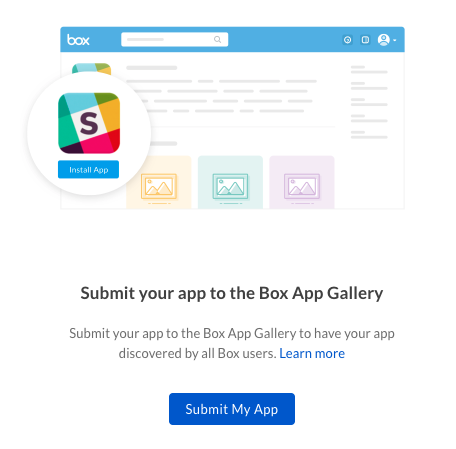 box
S
Install App
Submit your app to the Box App Gallery
Submit your app to the Box App Gallery to have your app
discovered by all Box users. Learn more
Submit My App